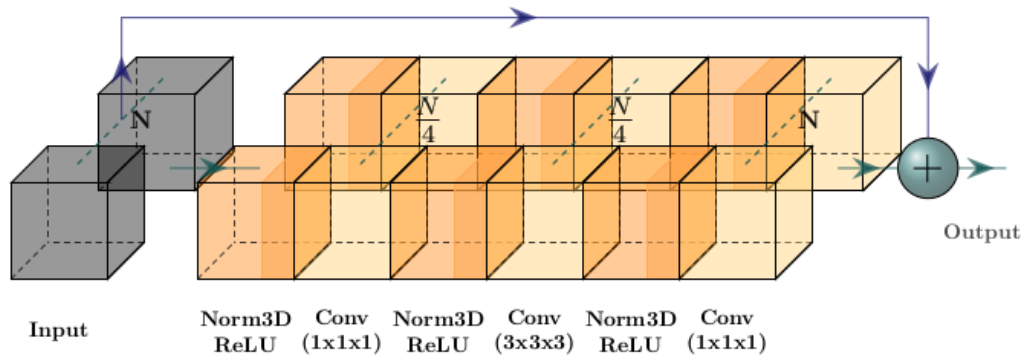 N
N
4
N
4
N
+
Output
Input
Norm3D
ReLU
Conv
(1x1x1)
Norm3D
ReLU
Conv
(3x3x3)
Norm3D
ReLU
Conv
(1x1x1)